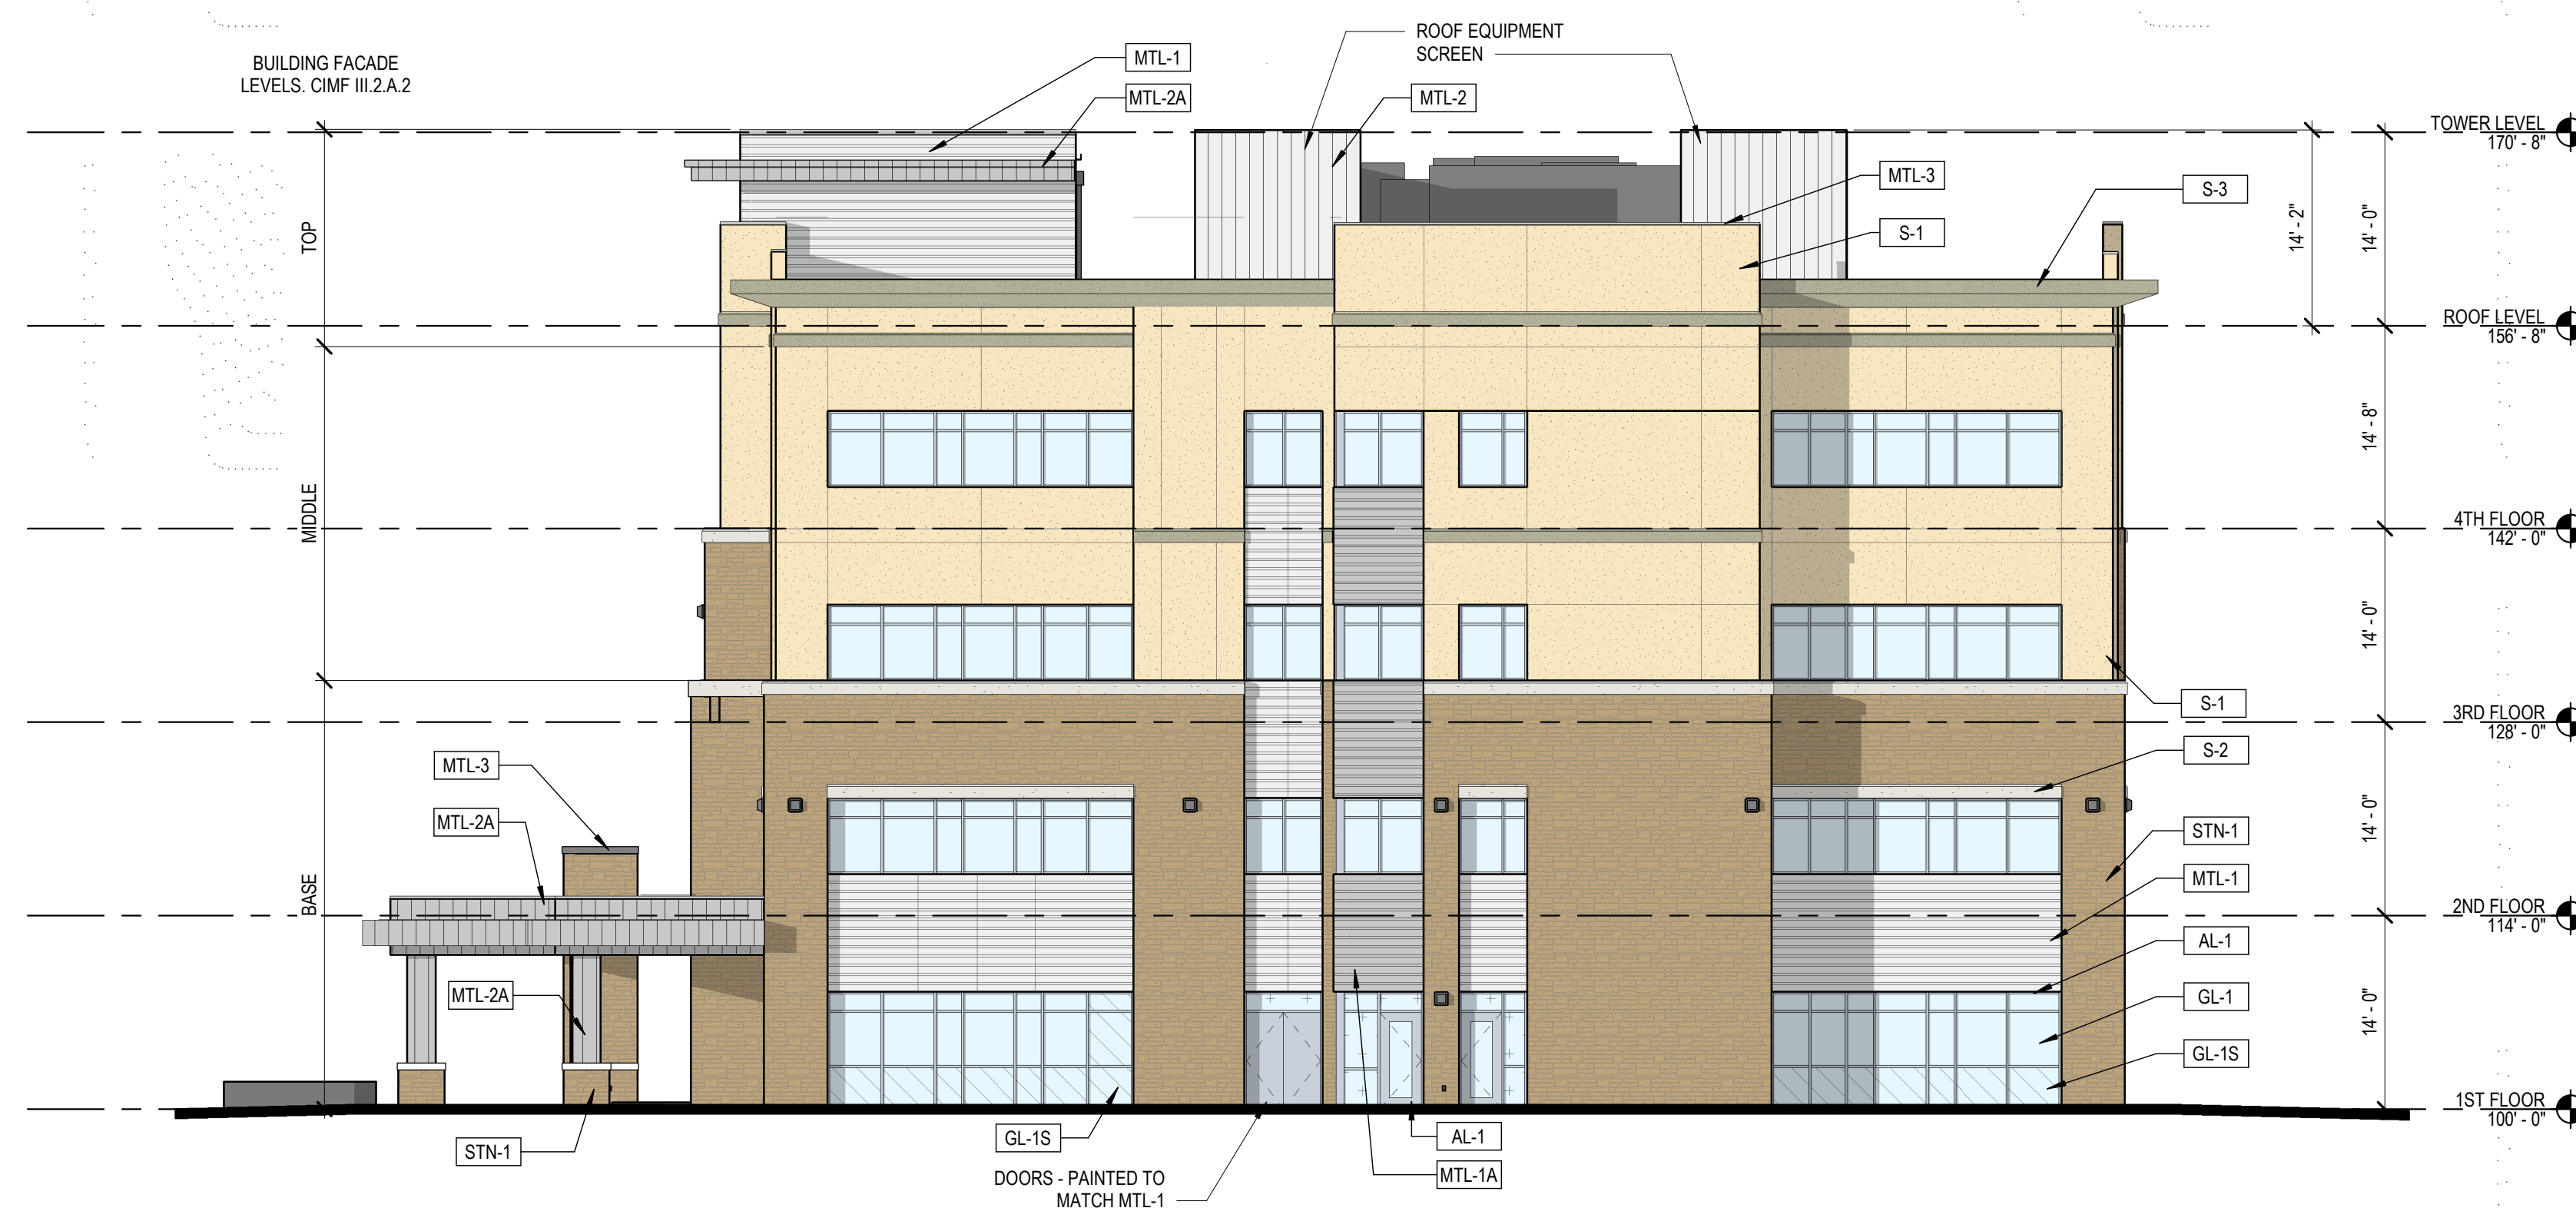 BUILDING FACADE
LEVELS. CIMF III.2.A.2
MTL-1
MTL-2A
ROOF EQUIPMENT
SCREEN
MTL-2
MTL-3
S-1
S-3
TOWER LEVEL
170' - 8"
14' - 2"
14' - 0"
TOP
ROOF LEVEL
156' - 8"
14' - 8"
MIDDLE
4TH FLOOR
142' - 0"
14' - 0"
S-1
3RD FLOOR
128' - 0"
S-2
MTL-3
MTL-2A
14' - 0"
STN-1
MTL-1
BASE
2ND FLOOR
114' - 0"
AL-1
MTL-2A
GL-1
14' - 0"
GL-1S
1ST FLOOR
100' - 0"
STN-1
GL-1S
AL-1
DOORS - PAINTED TO
MATCH MTL-1
MTL-1A